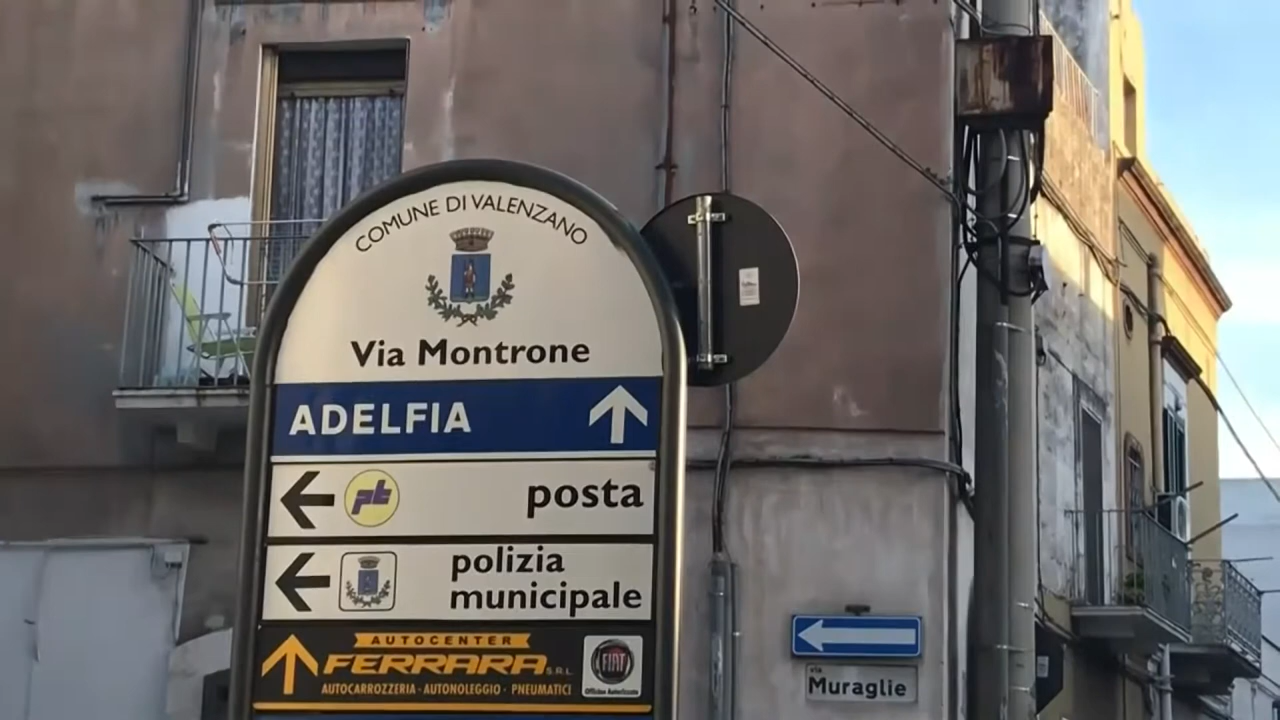 COMUNE DI VALENZANO
Via Montrone
ADELFIA
pt
posta
polizia
municipale
AUTOCENTER
FERRARA S.R.L.
AUTOCARROZZERIA - AUTONOLEGGIO - PNEUMATICI
FIAT
Officina Autorizzata
via
Muraglie